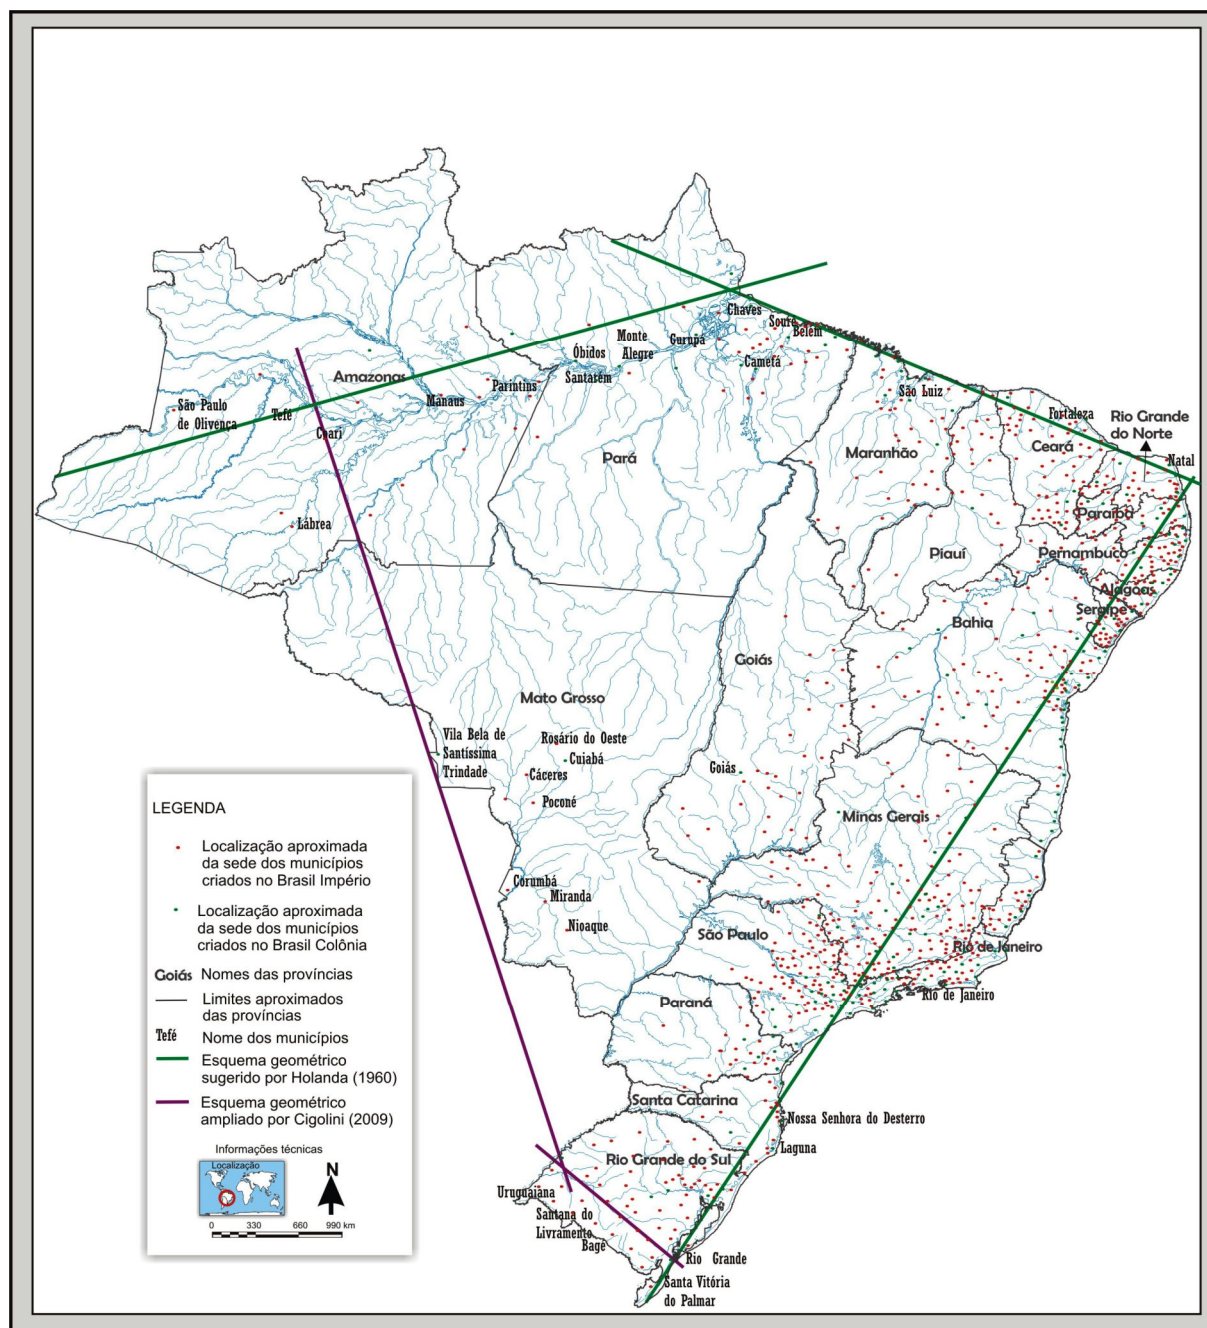 Chaves
Soure
Belém
Monte
Alegre
Gurupá
Óbidos
Santarém
Camefá
Parintins
Mánaus
Amazonas
São Paulo
de Olivença
Tefé
Cparí
Lábrea
Pará
São Luiz
Maranhão
Fortaleza
Ceará
Rio Grande
do Norte
Natal
Paraíba
Piauí
Pernambuco
Alagoas
Sergipe
Bahia
Goiás
Mato Grosso
Vila Bela de
Santíssima
Trindade
Rosário do Oeste
Cuiabá
Cáceres
Poconé
Goiás
Minas Gerais
Corumbá
Miranda
Nioaque
São Paulo
Rio de Janeiro
Rio de Janeiro
Paraná
Santa Catarina
Nossa Senhora do Desterro
Laguna
Rio Grande do Sul
Uruguaiana
Santana do
Livramento
Bagé
Rio Grande
Santa Vitória
do Palmar
LEGENDA
Localização aproximada
da sede dos municípios
criados no Brasil Império
Localização aproximada
da sede dos municípios
criados no Brasil Colônia
Goiás Nomes das províncias
Limites aproximados
das províncias
Tefé Nome dos municípios
Esquema geométrico
sugerido por Holanda (1960)
Esquema geométrico
ampliado por Cigolini (2009)
Informações técnicas
Localização
N
0 330 660 990 km